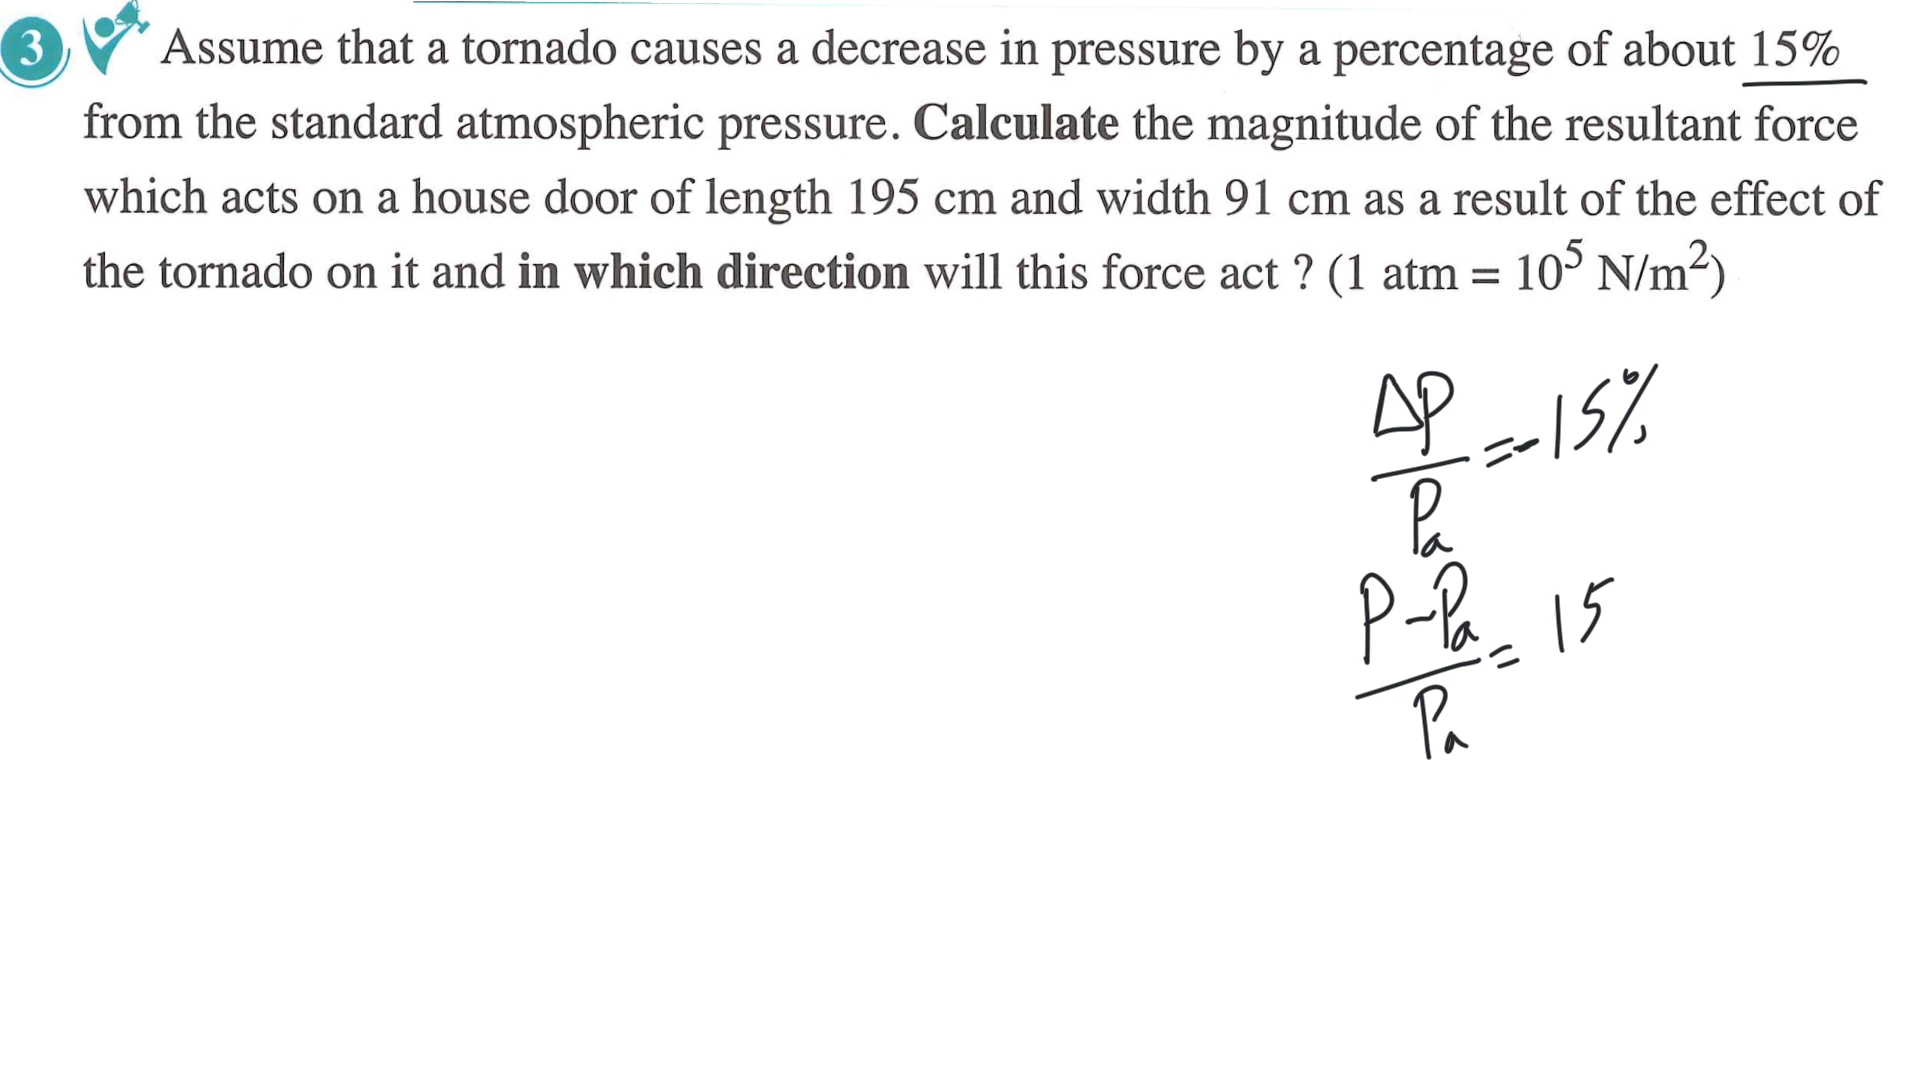 3 Assume that a tornado causes a decrease in pressure by a percentage of about 15%
from the standard atmospheric pressure. Calculate the magnitude of the resultant force
which acts on a house door of length 195 cm and width 91 cm as a result of the effect of
the tornado on it and in which direction will this force act ? (1 atm = 10⁵ N/m²)
ΔP
= -15%
Pa
P-Pa
= 15
Pa